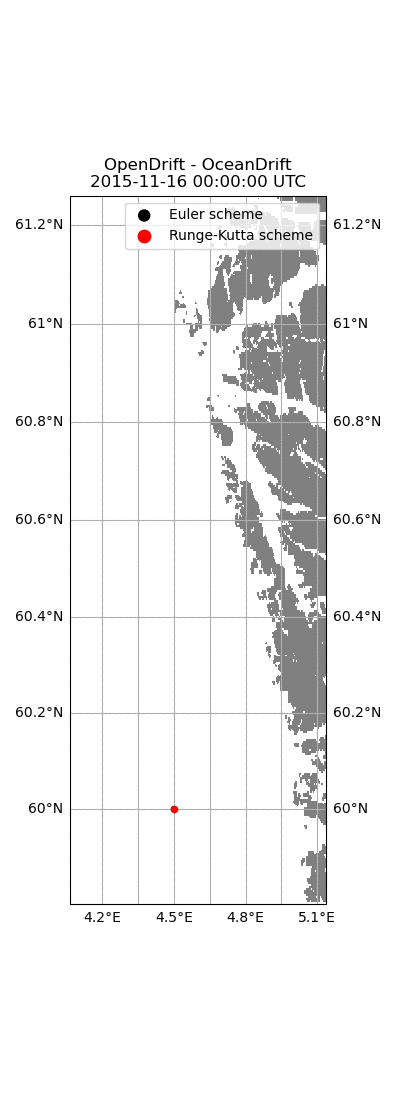 OpenDrift - OceanDrift
2015-11-16 00:00:00 UTC
Euler scheme
Runge-Kutta scheme
61.2°N 61.2°N
61°N 61°N
60.8°N 60.8°N
60.6°N 60.6°N
60.4°N 60.4°N
60.2°N 60.2°N
60°N 60°N
4.2°E 4.5°E 4.8°E 5.1°E